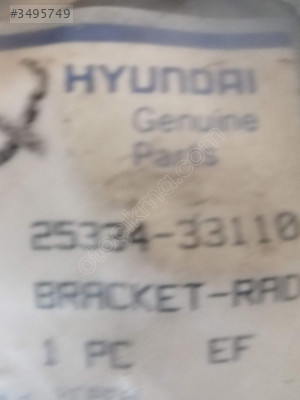 #3495749
HYUNDAI
Genuine
Parts
25334-33110
BRACKET-RAD
1 PC EF